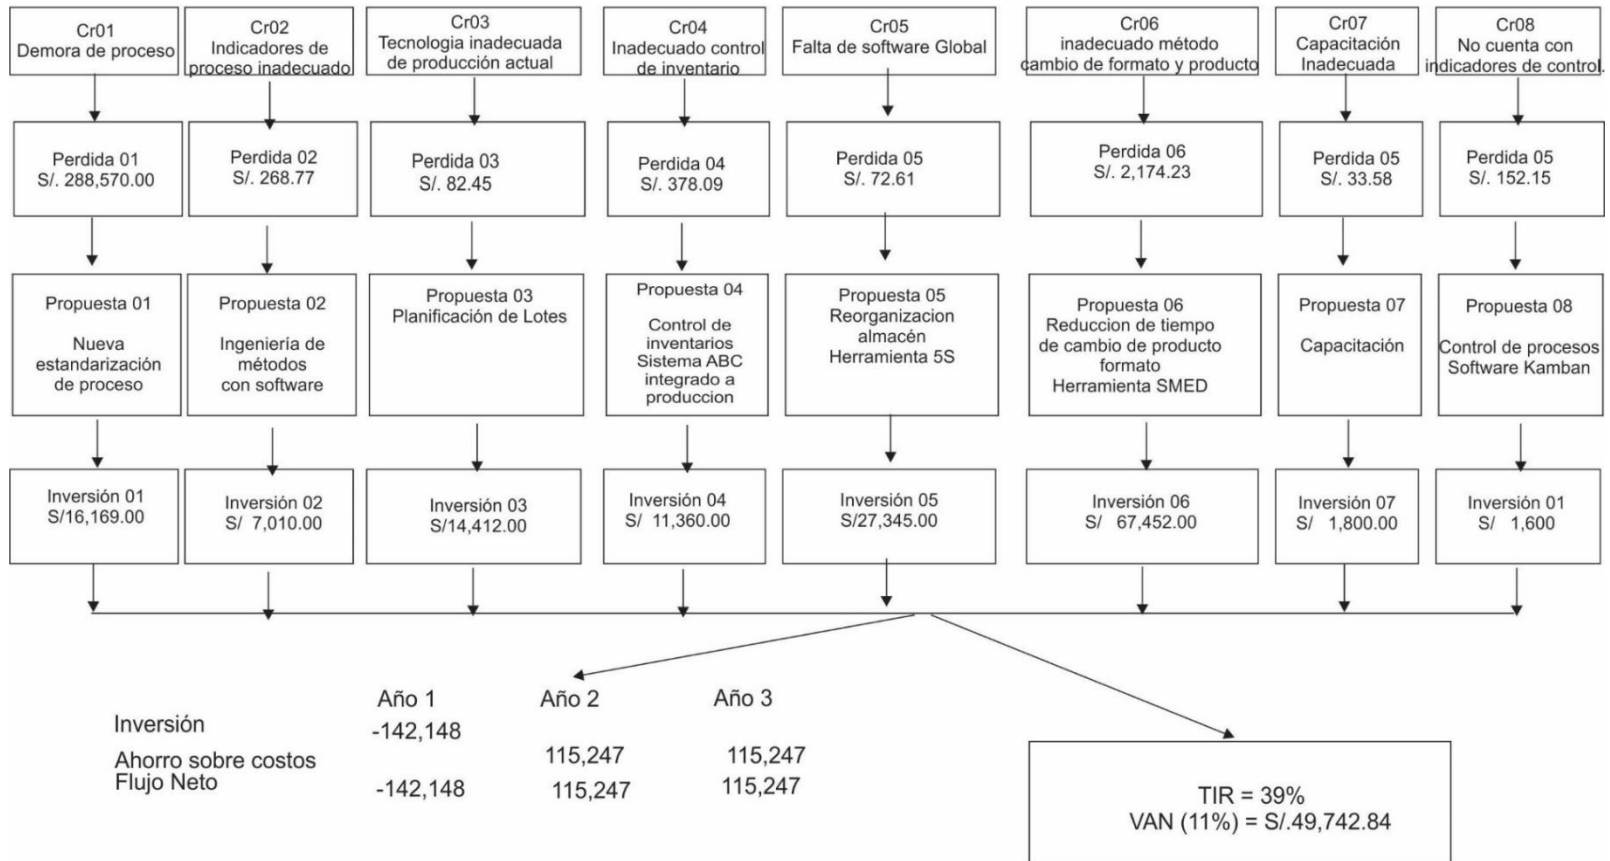 Cr01
Demora de proceso
Cr02
Indicadores de
proceso inadecuado
Cr03
Tecnologia inadecuada
de producción actual
Cr04
Inadecuado control
de inventario
Cr05
Falta de software Global
Cr06
inadecuado método
cambio de formato y producto
Cr07
Capacitación
Inadecuada
Cr08
No cuenta con
indicadores de control.
Perdida 01
S/. 288,570.00
Perdida 02
S/. 268.77
Perdida 03
S/. 82.45
Perdida 04
S/. 378.09
Perdida 05
S/. 72.61
Perdida 06
S/. 2,174.23
Perdida 05
S/. 33.58
Perdida 05
S/. 152.15
Propuesta 01
Nueva
estandarización
de proceso
Propuesta 02
Ingeniería de
métodos
con software
Propuesta 03
Planificación de Lotes
Propuesta 04
Control de
inventarios
Sistema ABC
integrado a
produccion
Propuesta 05
Reorganizacion
almacén
Herramienta 5S
Propuesta 06
Reduccion de tiempo
de cambio de producto
formato
Herramienta SMED
Propuesta 07
Capacitación
Propuesta 08
Control de procesos
Software Kamban
Inversión 01
S/16,169.00
Inversión 02
S/ 7,010.00
Inversión 03
S/14,412.00
Inversión 04
S/ 11,360.00
Inversión 05
S/27,345.00
Inversión 06
S/ 67,452.00
Inversión 07
S/ 1,800.00
Inversión 01
S/ 1,600
Año 1 Año 2 Año 3
Inversión -142,148
Ahorro sobre costos 115,247 115,247
Flujo Neto -142,148 115,247 115,247
TIR = 39%
VAN (11%) = S/.49,742.84